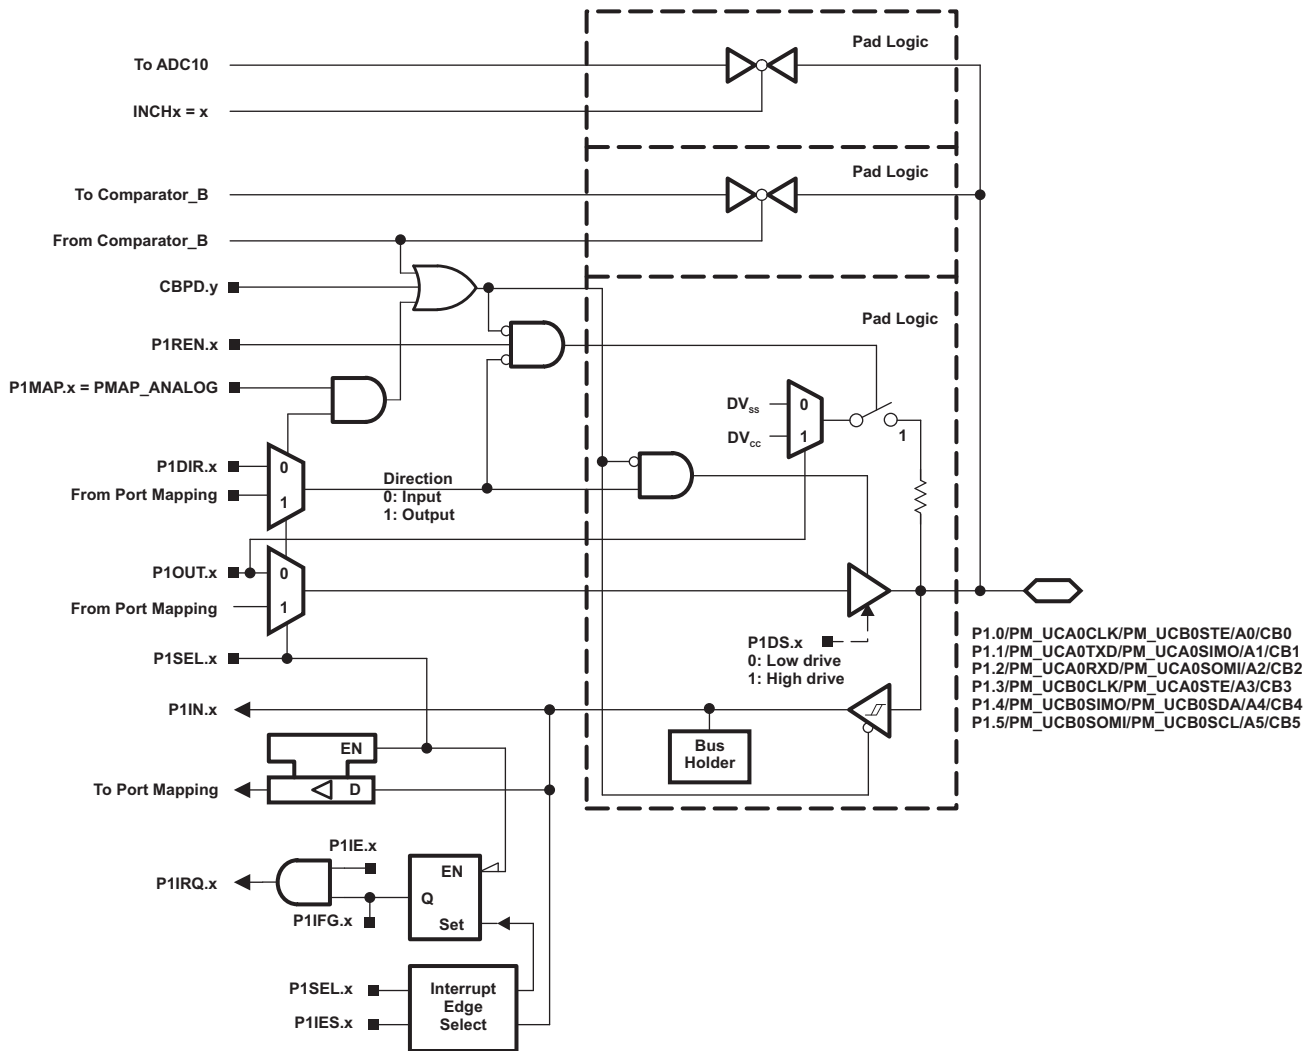 Pad Logic
To ADC10
INCHx = x
Pad Logic
To Comparator_B
From Comparator_B
CBPD.y
Pad Logic
P1REN.x
P1MAP.x = PMAP_ANALOG
DVSS
0
DVCC
1
1
P1DIR.x
0
From Port Mapping
1
Direction
0: Input
1: Output
P1OUT.x
0
From Port Mapping
1
P1DS.x
0: Low drive
1: High drive
P1SEL.x
P1.0/PM_UCA0CLK/PM_UCB0STE/A0/CB0
P1.1/PM_UCA0TXD/PM_UCA0SIMO/A1/CB1
P1.2/PM_UCA0RXD/PM_UCA0SOMI/A2/CB2
P1.3/PM_UCB0CLK/PM_UCA0STE/A3/CB3
P1.4/PM_UCB0SIMO/PM_UCB0SDA/A4/CB4
P1.5/PM_UCB0SOMI/PM_UCB0SCL/A5/CB5
P1IN.x
Bus
Holder
EN
To Port Mapping
D
P1IE.x
EN
P1IRQ.x
Q
P1IFG.x
Set
P1SEL.x
P1IES.x
Interrupt
Edge
Select